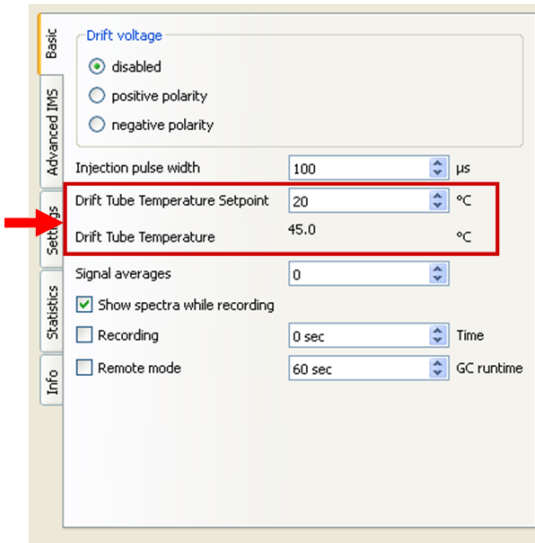 Basic
Advanced IMS
Settings
Statistics
Info
Drift voltage
disabled
positive polarity
negative polarity
Injection pulse width 100 µs
Drift Tube Temperature Setpoint 20 °C
Drift Tube Temperature 45.0 °C
Signal averages 0
Show spectra while recording
Recording 0 sec Time
Remote mode 60 sec GC runtime